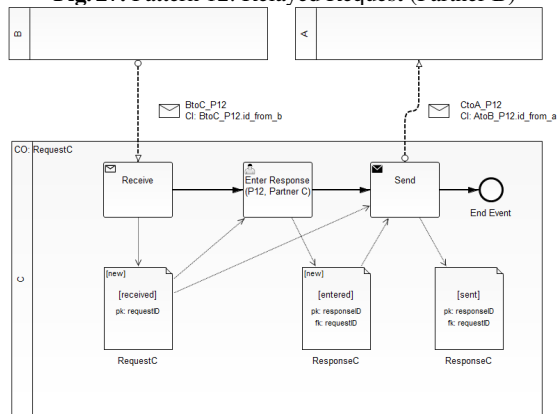 Fig. 27. Pattern 12: Relayed Request (Partner B)
B
A
BtoC_P12
CI: BtoC_P12.id_from_b
CtoA_P12
CI: AtoB_P12.id_from_a
CO: RequestC
C
Receive
Enter Response
(P12, Partner C)
Send
End Event
[new]
[received]
pk: requestID
RequestC
[new]
[entered]
pk: responseID
fk: requestID
ResponseC
[sent]
pk: responseID
fk: requestID
ResponseC